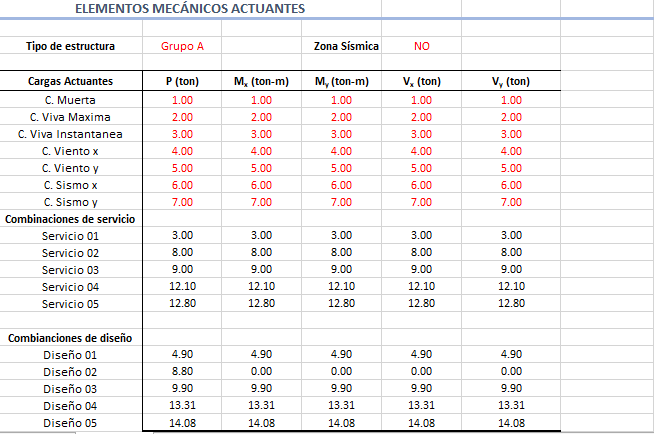 ELEMENTOS MECÁNICOS ACTUANTES
Tipo de estructura Grupo A Zona Sísmica NO
Cargas Actuantes P (ton) Mx (ton-m) My (ton-m) Vx (ton) Vy (ton)
C. Muerta 1.00 1.00 1.00 1.00 1.00
C. Viva Maxima 2.00 2.00 2.00 2.00 2.00
C. Viva Instantanea 3.00 3.00 3.00 3.00 3.00
C. Viento x 4.00 4.00 4.00 4.00 4.00
C. Viento y 5.00 5.00 5.00 5.00 5.00
C. Sismo x 6.00 6.00 6.00 6.00 6.00
C. Sismo y 7.00 7.00 7.00 7.00 7.00
Combinaciones de servicio
Servicio 01 3.00 3.00 3.00 3.00 3.00
Servicio 02 8.00 8.00 8.00 8.00 8.00
Servicio 03 9.00 9.00 9.00 9.00 9.00
Servicio 04 12.10 12.10 12.10 12.10 12.10
Servicio 05 12.80 12.80 12.80 12.80 12.80
Combianciones de diseño
Diseño 01 4.90 4.90 4.90 4.90 4.90
Diseño 02 8.80 0.00 0.00 0.00 0.00
Diseño 03 9.90 9.90 9.90 9.90 9.90
Diseño 04 13.31 13.31 13.31 13.31 13.31
Diseño 05 14.08 14.08 14.08 14.08 14.08